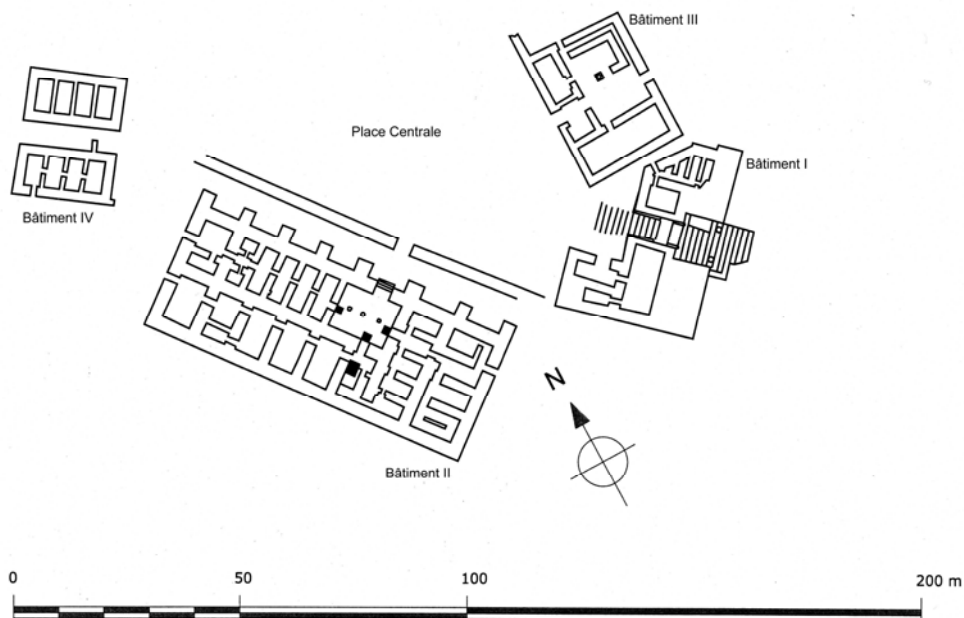 Bâtiment III
Place Centrale
Bâtiment I
Bâtiment IV
N
Bâtiment II
0 50 100 200 m